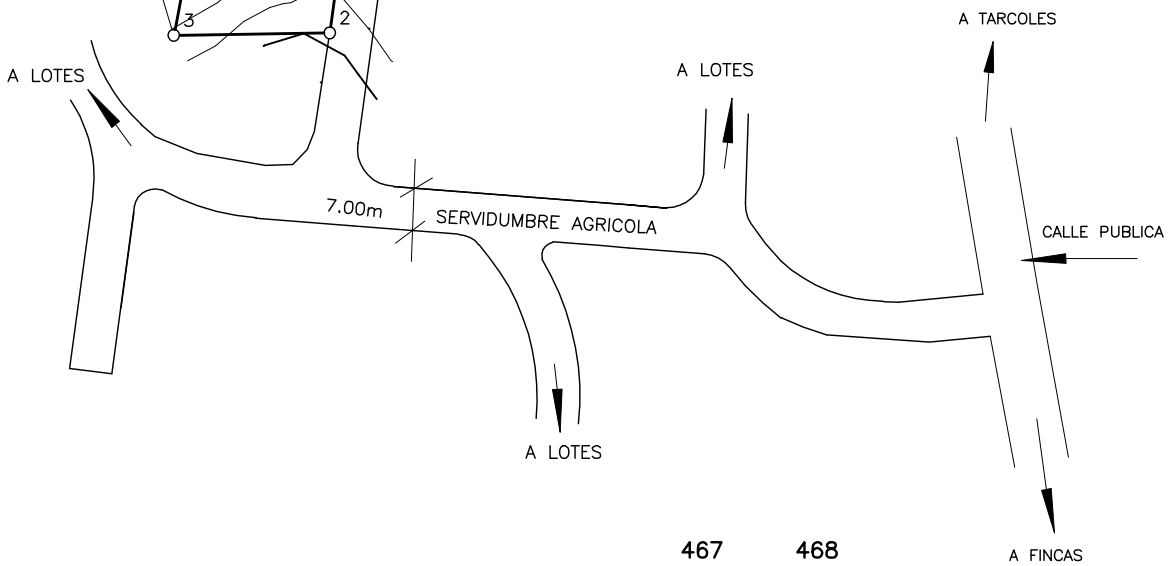 A TARCOLES
3
2
A LOTES
A LOTES
7.00m
SERVIDUMBRE AGRICOLA
CALLE PUBLICA
A LOTES
467
468
A FINCAS